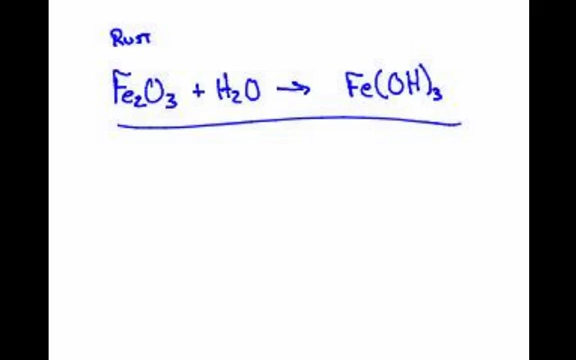 Rust
Fe₂O₃ + H₂O → Fe(OH)₃